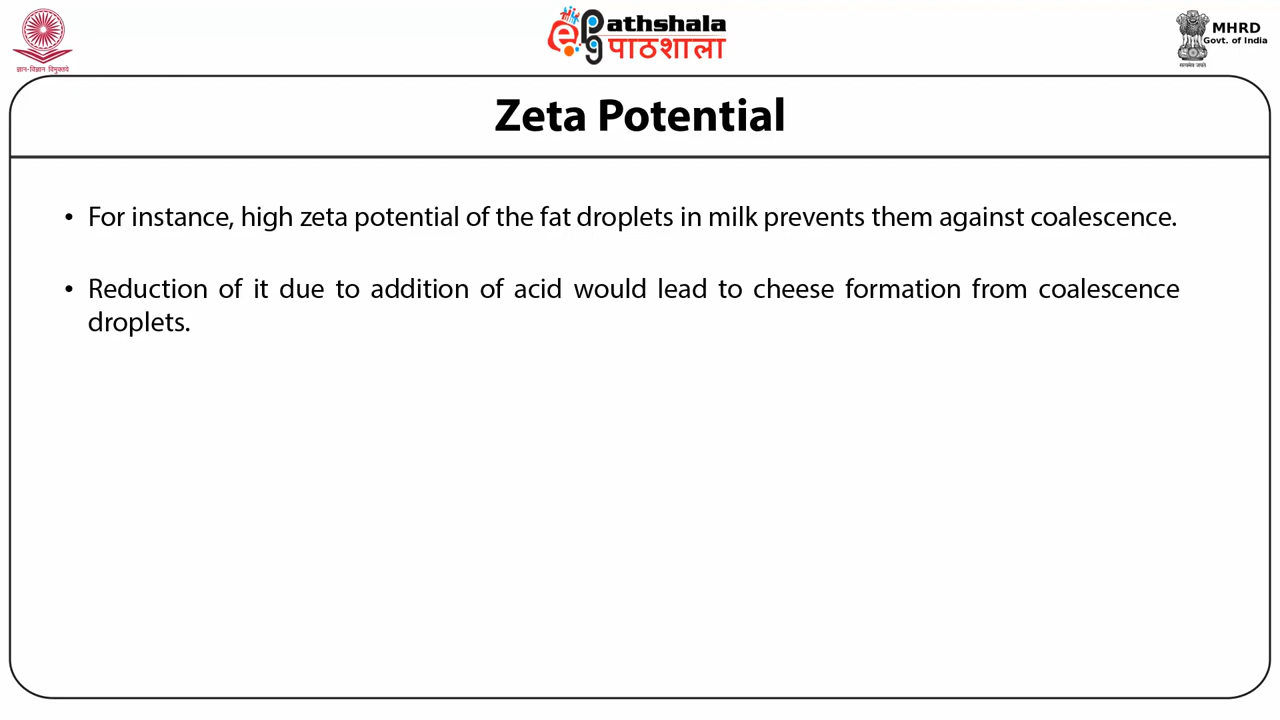 ज्ञान-विज्ञान विमुक्तये
ePathshala
पाठशाला
MHRD
Govt. of India
सत्यमेव जयते
Zeta Potential
• For instance, high zeta potential of the fat droplets in milk prevents them against coalescence.
• Reduction of it due to addition of acid would lead to cheese formation from coalescence
droplets.